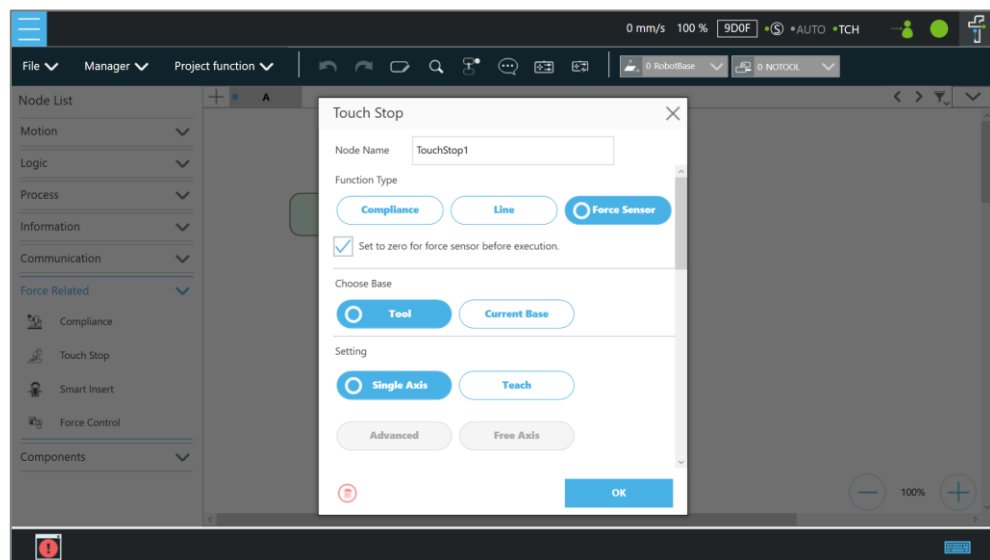 0 mm/s 100 % 9D0F S AUTO TCH
File Manager Project function 0 RobotBase 0 NOTOOL
Node List
A
Motion
Logic
Process
Information
Communication
Force Related
Compliance
Touch Stop
Smart Insert
Force Control
Components
Touch Stop
Node Name TouchStop1
Function Type
Compliance Line Force Sensor
Set to zero for force sensor before execution.
Choose Base
Tool Current Base
Setting
Single Axis Teach
Advanced Free Axis
OK
100%